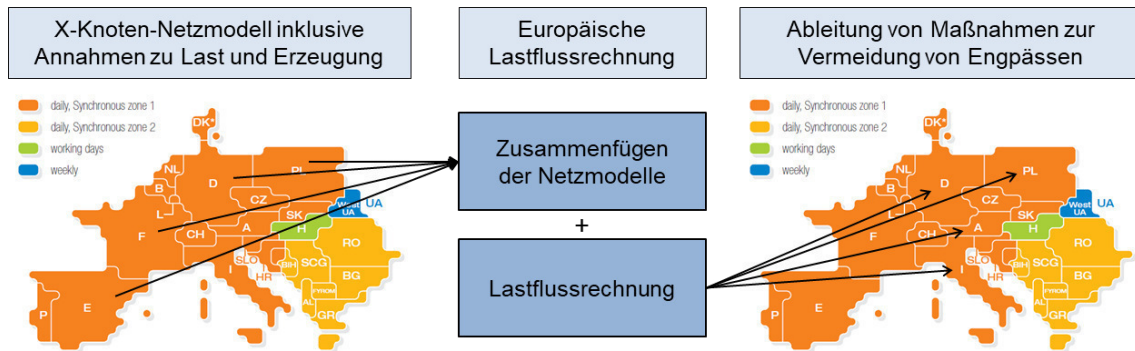 X-Knoten-Netzmodell inklusive
Annahmen zu Last und Erzeugung
Europäische
Lastflussrechnung
Ableitung von Maßnahmen zur
Vermeidung von Engpässen
daily, Synchronous zone 1
daily, Synchronous zone 2
working days
weekly
DK*
NL
PL
B
D
L
CZ
SK
West
UA
UA
F
CH
A
H
SLO
HR
RO
I
BIH
SCG
BG
FYROM
AL
GR
P
E
Zusammenfügen
der Netzmodelle
+
Lastflussrechnung
daily, Synchronous zone 1
daily, Synchronous zone 2
working days
weekly
DK*
NL
PL
B
D
L
CZ
SK
West
UA
UA
F
CH
A
H
SLO
HR
RO
I
BIH
SCG
BG
FYROM
AL
GR
P
E